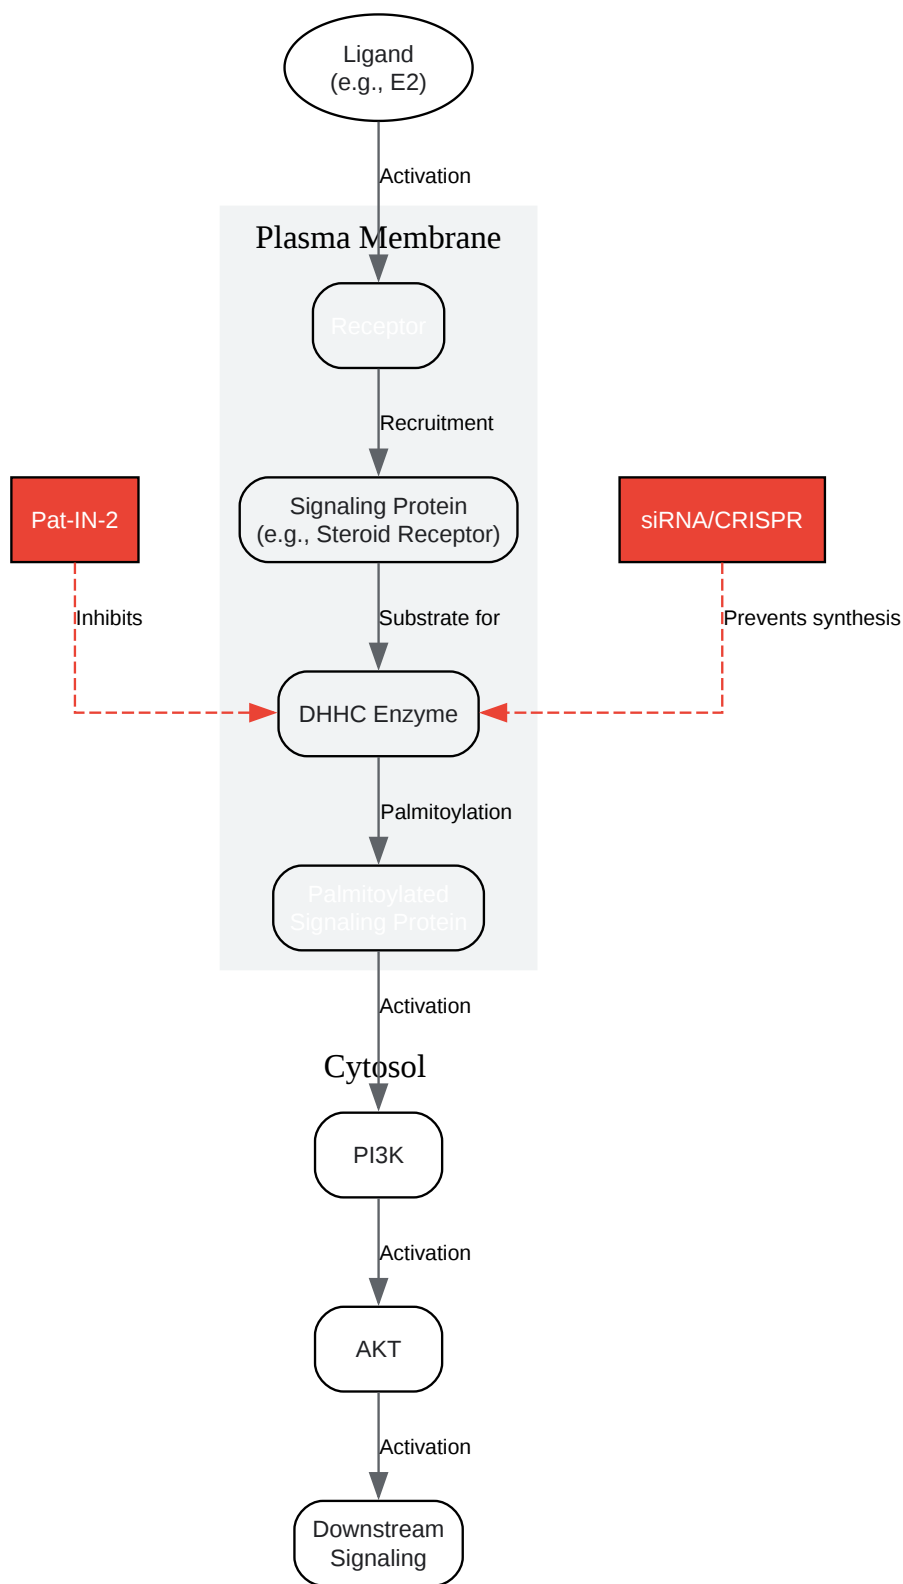 Ligand
(e.g., E2)
Activation
Plasma Membrane
Receptor
Recruitment
Pat-IN-2
Signaling Protein
(e.g., Steroid Receptor)
siRNA/CRISPR
Inhibits
Substrate for
Prevents synthesis
DHHC Enzyme
Palmitoylation
Palmitoylated
Signaling Protein
Activation
Cytosol
PI3K
Activation
AKT
Activation
Downstream
Signaling